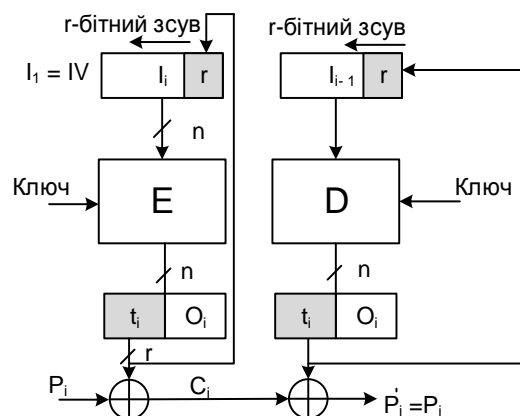 r-бітний зсув r-бітний зсув
I₁ = IV Iᵢ r Iᵢ₋₁ r
n
Ключ E D Ключ
n n
tᵢ Oᵢ tᵢ Oᵢ
r
Pᵢ Cᵢ P'ᵢ =Pᵢ